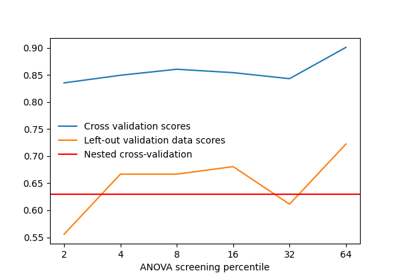 0.90
0.85
0.80
0.75
0.70
0.65
0.60
0.55
Cross validation scores
Left-out validation data scores
Nested cross-validation
2 4 8 16 32 64
ANOVA screening percentile